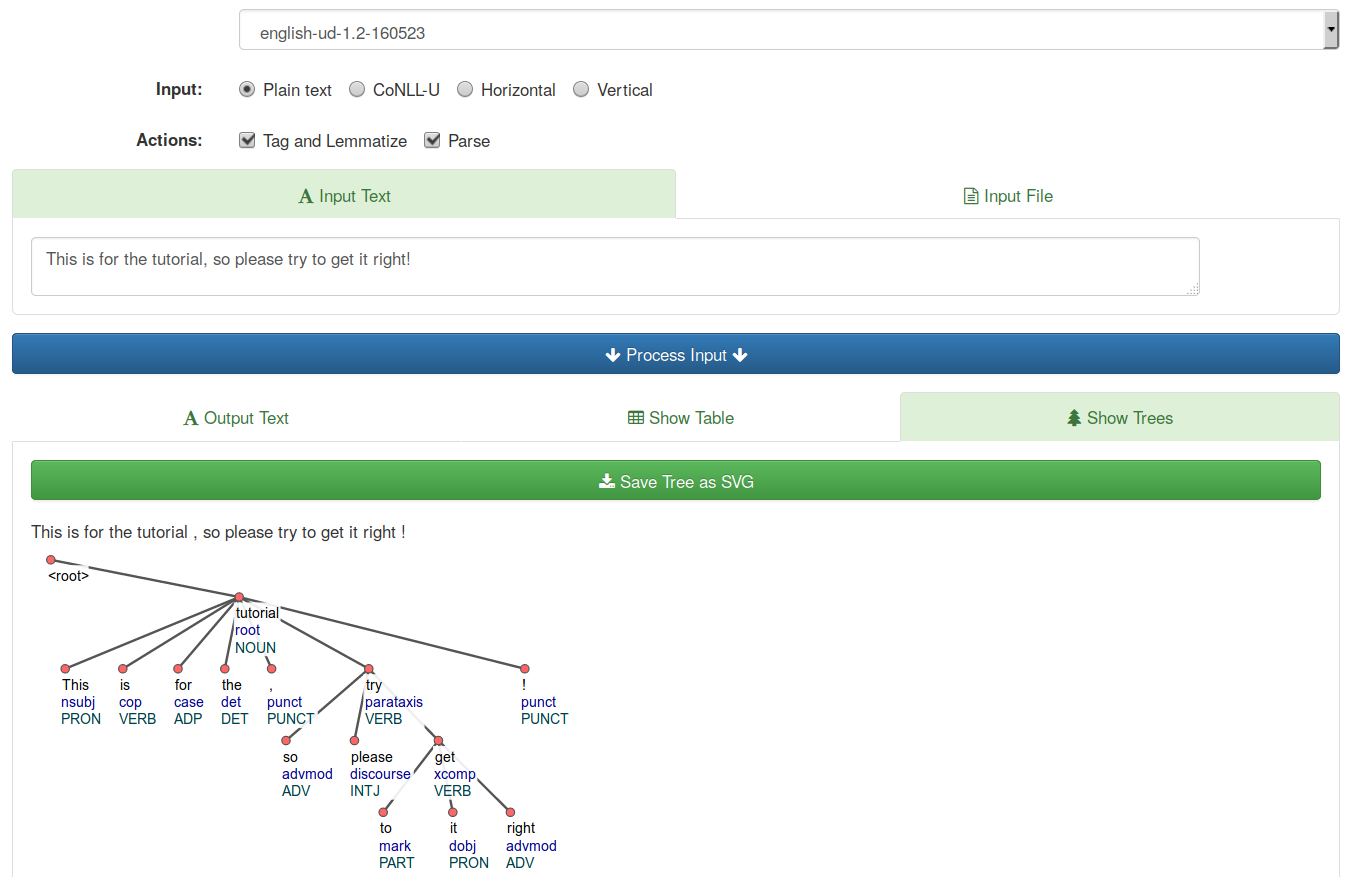 english-ud-1.2-160523
Input: Plain text CoNLL-U Horizontal Vertical
Actions: Tag and Lemmatize Parse
Input Text Input File
This is for the tutorial, so please try to get it right!
Process Input
Output Text Show Table Show Trees
Save Tree as SVG
This is for the tutorial , so please try to get it right !
<root>
tutorial
root
NOUN
This is for the , try !
nsubj cop case det punct parataxis punct
PRON VERB ADP DET PUNCT VERB PUNCT
so please get
advmod discourse xcomp
ADV INTJ VERB
to it right
mark dobj advmod
PART PRON ADV